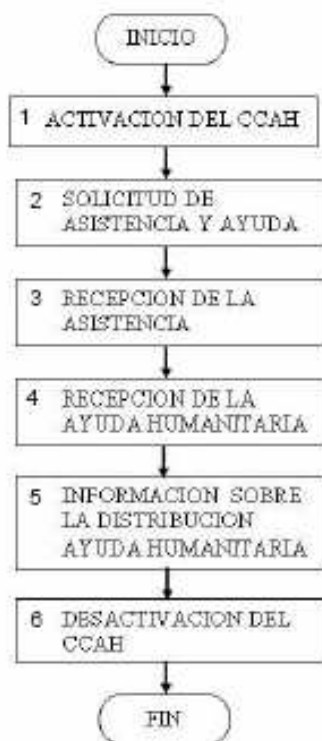 INICIO
1 ACTIVACION DEL CCAH
2 SOLICITUD DE
ASISTENCIA Y AYUDA
3 RECEPCION DE LA
ASISTENCIA
4 RECEPCION DE LA
AYUDA HUMANITARIA
5 INFORMACION SOBRE
LA DISTRIBUCION
AYUDA HUMANITARIA
6 DESACTIVACION DEL
CCAH
FIN